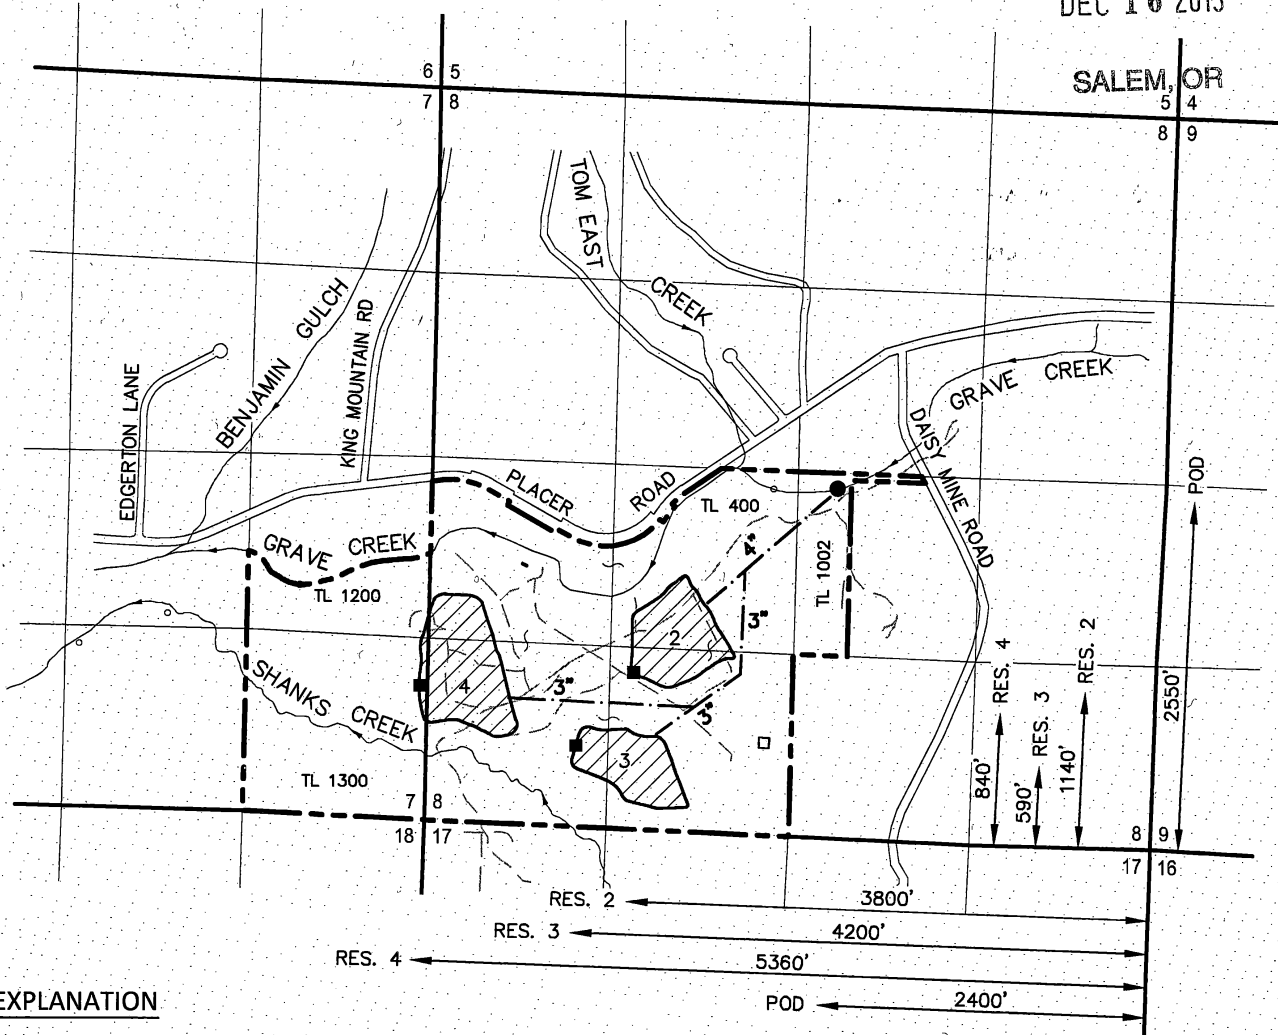 DEC 16 2015
SALEM, OR
6 5
7 8
5 4
8 9
TOM EAST
CREEK
BENJAMIN GULCH
KING MOUNTAIN RD
EDGERTON LANE
GRAVE CREEK
DAISY MINE ROAD
PLACER ROAD
TL 400
POD
GRAVE CREEK
TL 1200
4"
TL 1002
3"
2
RES. 4
RES. 3
RES. 2
SHANKS CREEK
4
3"
3"
3
840'
590'
1140'
2550'
TL 1300
7 8
18 17
8 9
17 16
RES. 2
3800'
RES. 3
4200'
RES. 4
5360'
POD
2400'
EXPLANATION